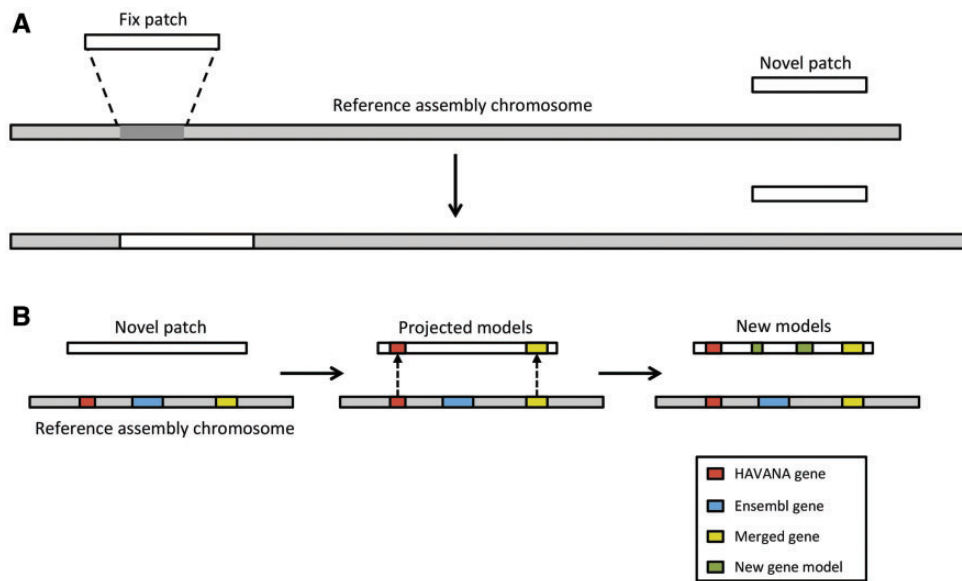 A
Fix patch
Novel patch
Reference assembly chromosome
B
Novel patch
Projected models
New models
Reference assembly chromosome
HAVANA gene
Ensembl gene
Merged gene
New gene model